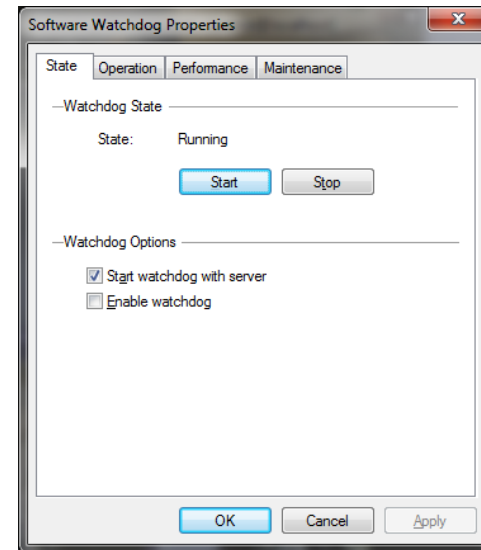 Software Watchdog Properties
State Operation Performance Maintenance
Watchdog State
State: Running
Start Stop
Watchdog Options
Start watchdog with server
Enable watchdog
OK Cancel Apply